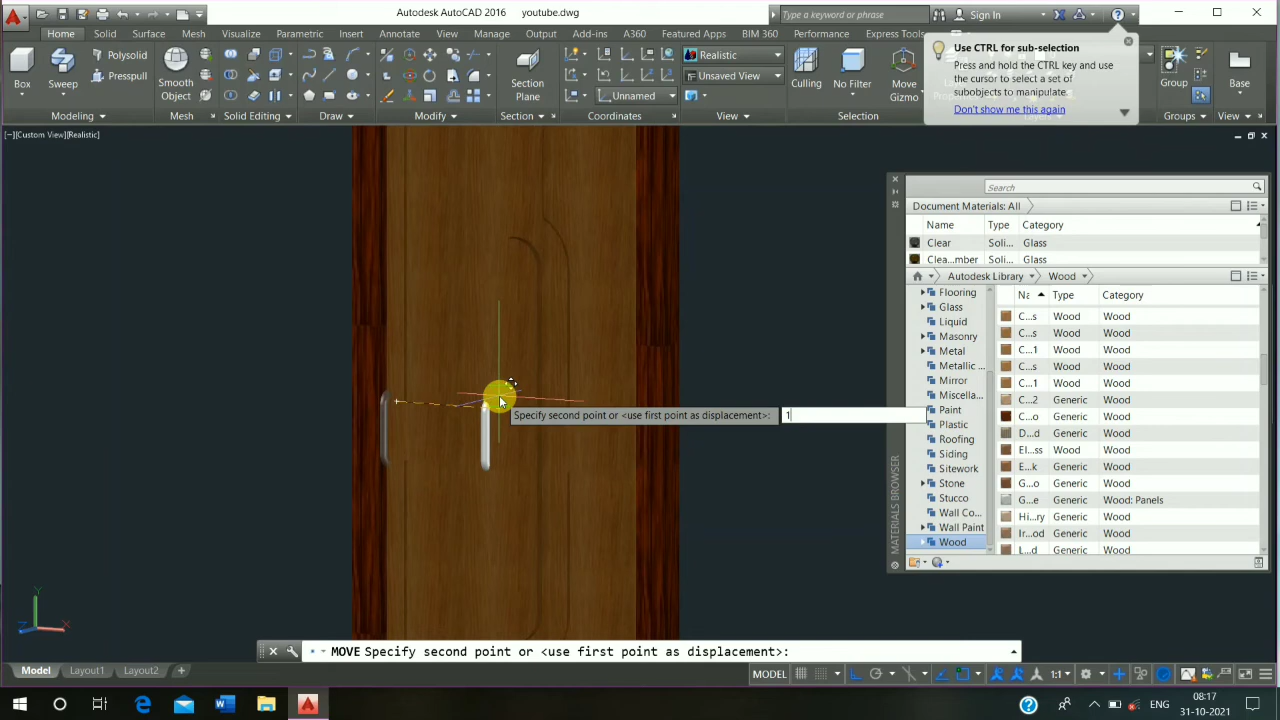 Autodesk AutoCAD 2016 youtube.dwg
Type a keyword or phrase
Sign In
Home Solid Surface Mesh Visualize Parametric Insert Annotate View Manage Output Add-ins A360 Featured Apps BIM 360 Performance Express Tools
Use CTRL for sub-selection
Press and hold the CTRL key and use the cursor to select a set of subobjects to manipulate.
Don't show me this again
Box
Sweep
Polysolid
Presspull
Smooth Object
Section Plane
Unnamed
Realistic
Unsaved View
Culling
No Filter
Move Gizmo
Group
Base
Modeling Mesh Solid Editing Draw Modify Section Coordinates View Selection Groups View
[−][Custom View][Realistic]
Search
Document Materials: All
Name Type Category
Clear Soli... Glass
Clea...mber Soli... Glass
Autodesk Library Wood
Flooring
Glass
Liquid
Masonry
Metal
Metallic ...
Mirror
Miscella...
Paint
Plastic
Roofing
Siding
Sitework
Stone
Stucco
Wall Co...
Wall Paint
Wood
Type Category
C...s Wood Wood
C...s Wood Wood
C...1 Wood Wood
C...s Wood Wood
C...1 Wood Wood
C...2 Generic Wood
C...o Generic Wood
D...d Generic Wood
El...ss Generic Wood
E...k Generic Wood
G...o Generic Wood
G...e Generic Wood: Panels
Hi...ry Generic Wood
Ir...od Generic Wood
L...d Generic Wood
MATERIALS BROWSER
Specify second point or <use first point as displacement>: 1
Y
X
Z
MOVE Specify second point or <use first point as displacement>:
Model Layout1 Layout2 +
MODEL
1:1
ENG
08:17
31-10-2021